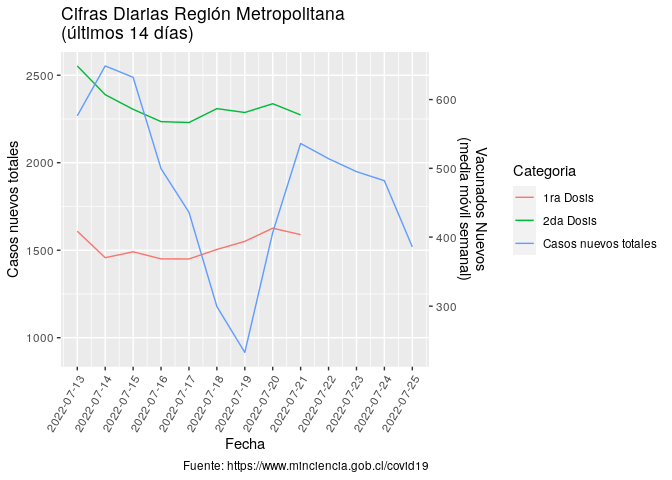 Cifras Diarias Región Metropolitana
(últimos 14 días)
Casos nuevos totales
2500
2000
1500
1000
600
500
400
300
Vacunados Nuevos
(media móvil semanal)
2022-07-13
2022-07-14
2022-07-15
2022-07-16
2022-07-17
2022-07-18
2022-07-19
2022-07-20
2022-07-21
2022-07-22
2022-07-23
2022-07-24
2022-07-25
Fecha
Categoria
1ra Dosis
2da Dosis
Casos nuevos totales
Fuente: https://www.minciencia.gob.cl/covid19